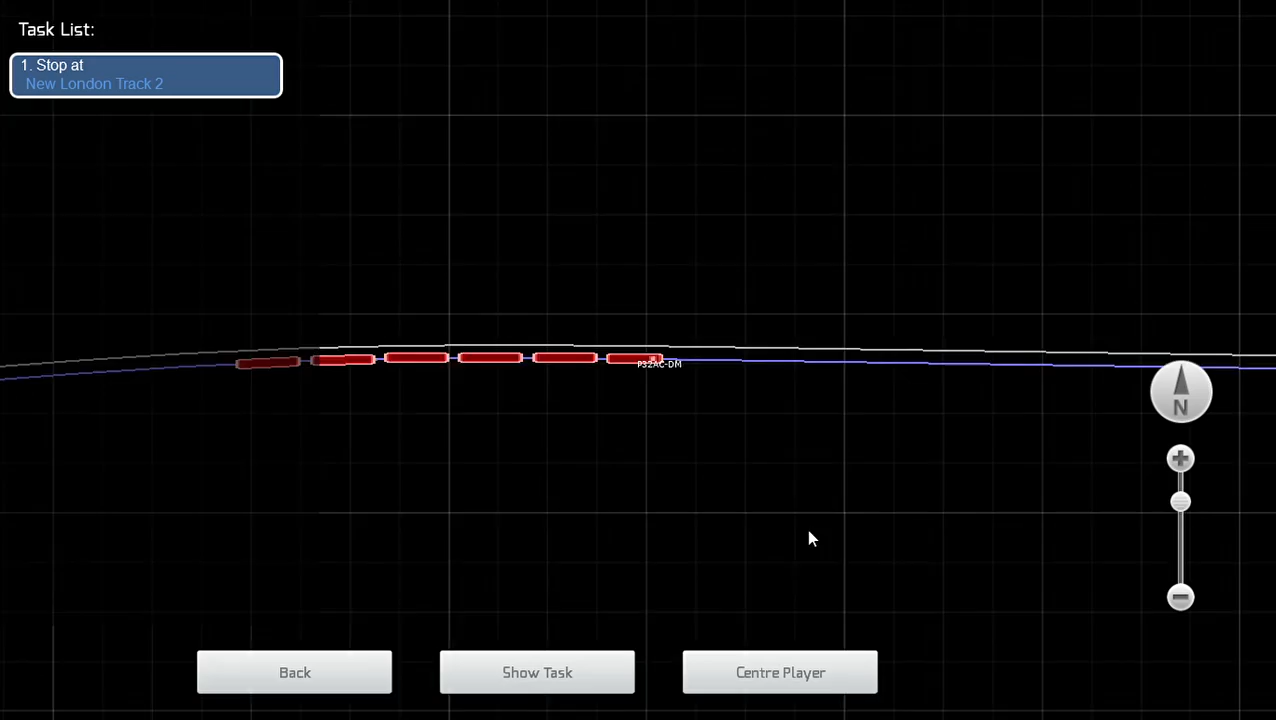 Task List:
1. Stop at
New London Track 2
P32AC-DM
N
Back
Show Task
Centre Player